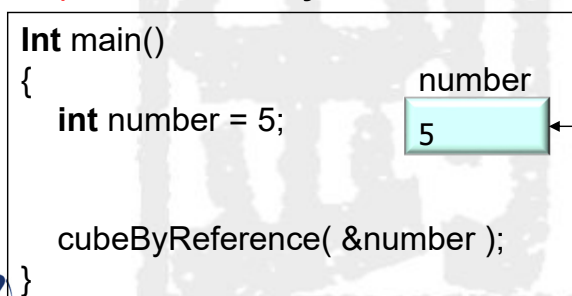 Int main()
{
number
int number = 5;
5
cubeByReference( &number );
}